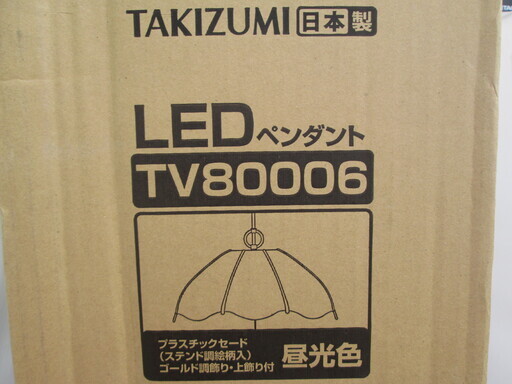 TAKIZUMI 日本製
LEDペンダント
TV80006
プラスチックセード
(ステンド調絵柄入)
ゴールド調飾り・上飾り付
昼光色